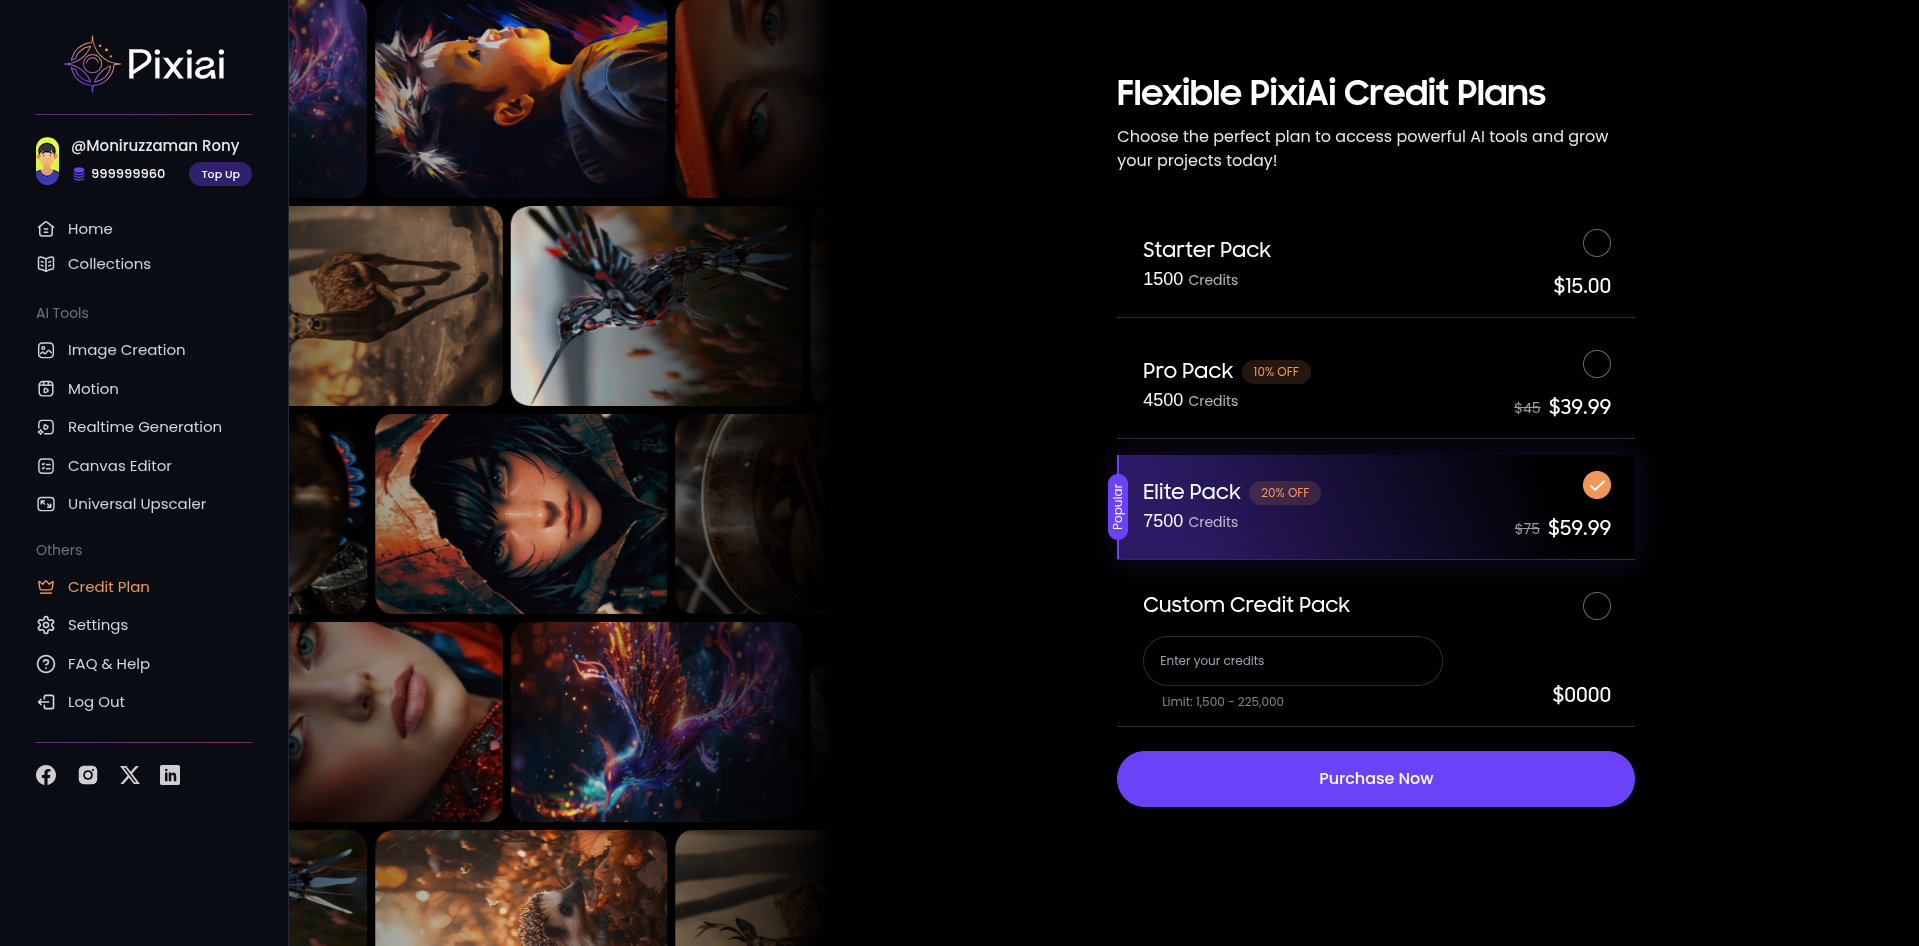 Pixiai
@Moniruzzaman Rony
999999960
Top Up
Home
Collections
AI Tools
Image Creation
Motion
Realtime Generation
Canvas Editor
Universal Upscaler
Others
Credit Plan
Settings
FAQ & Help
Log Out
Flexible PixiAi Credit Plans
Choose the perfect plan to access powerful AI tools and grow
your projects today!
Starter Pack
1500 Credits
$15.00
Pro Pack 10% OFF
4500 Credits
$45 $39.99
Popular
Elite Pack 20% OFF
7500 Credits
$75 $59.99
Custom Credit Pack
Enter your credits
Limit: 1,500 - 225,000
$0000
Purchase Now